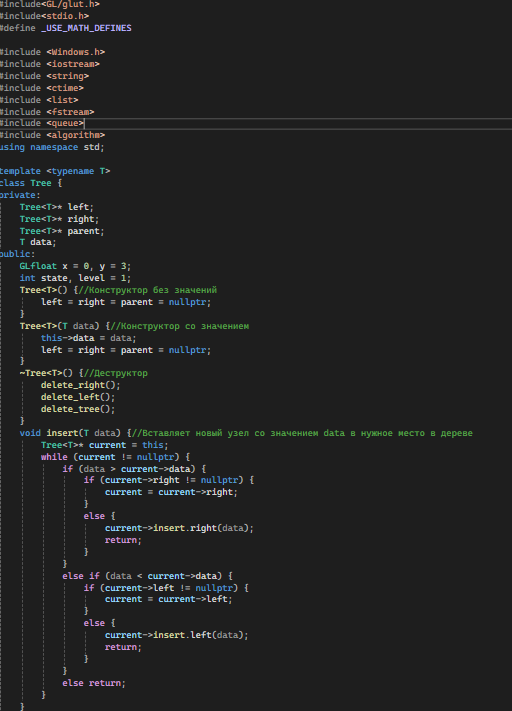 #include<GL/glut.h>
#include<stdio.h>
#define _USE_MATH_DEFINES
#include <Windows.h>
#include <iostream>
#include <string>
#include <ctime>
#include <list>
#include <fstream>
#include <queue>
#include <algorithm>
using namespace std;
template <typename T>
class Tree {
private:
Tree<T>* left;
Tree<T>* right;
Tree<T>* parent;
T data;
public:
GLfloat x = 0, y = 3;
int state, level = 1;
Tree<T>() {//Конструктор без значений
left = right = parent = nullptr;
}
Tree<T>(T data) {//Конструктор со значением
this->data = data;
left = right = parent = nullptr;
}
~Tree<T>() {//Деструктор
delete_right();
delete_left();
delete_tree();
}
void insert(T data) {//Вставляет новый узел со значением data в нужное место в дереве
Tree<T>* current = this;
while (current != nullptr) {
if (data > current->data) {
if (current->right != nullptr) {
current = current->right;
}
else {
current->insert.right(data);
return;
}
}
else if (data < current->data) {
if (current->left != nullptr) {
current = current->left;
}
else {
current->insert.left(data);
return;
}
}
else return;
}
}